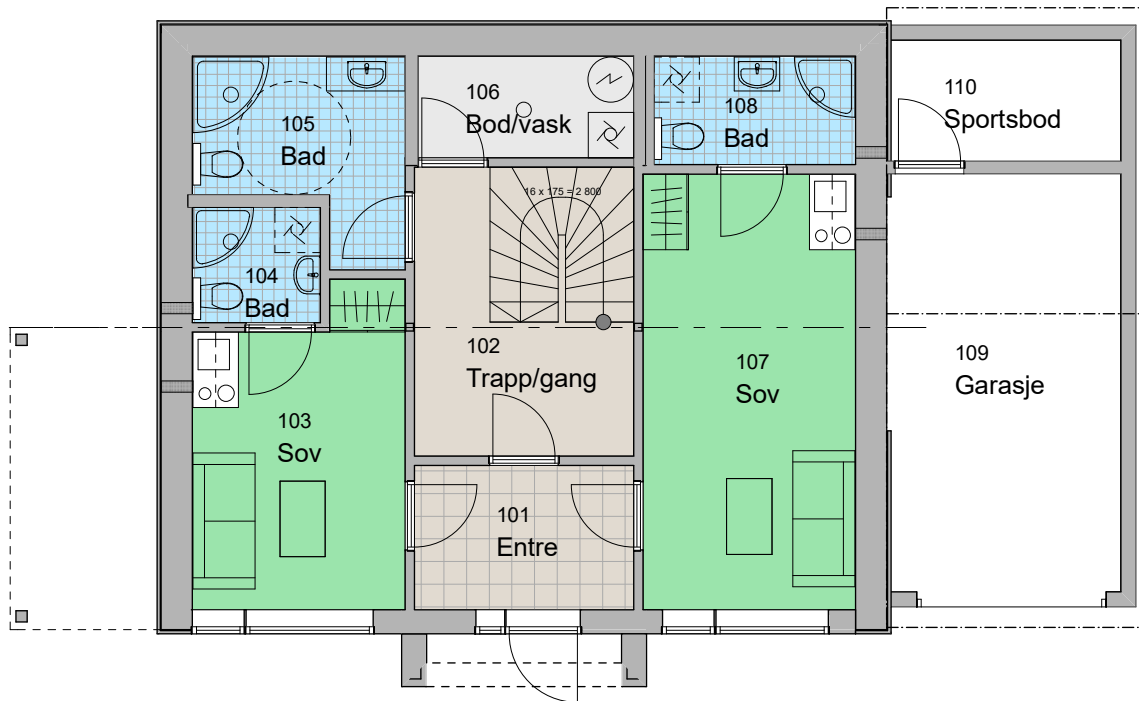 106
Bod/vask
108
Bad
110
Sportsbod
105
Bad
16 x 175 = 2 800
104
Bad
102
Trapp/gang
107
Sov
109
Garasje
103
Sov
101
Entre